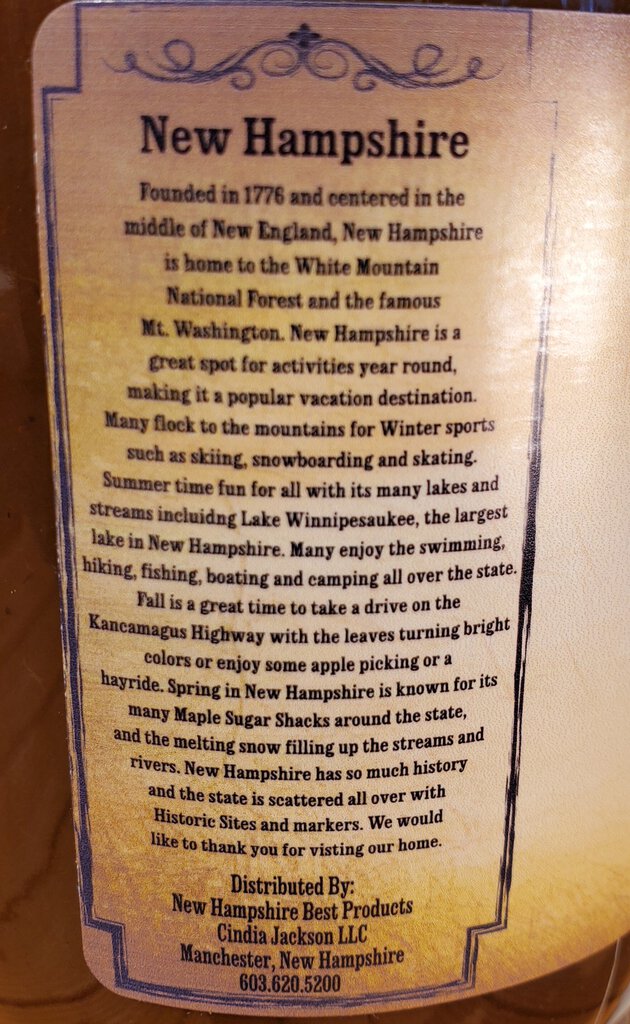 New Hampshire
Founded in 1776 and centered in the
middle of New England, New Hampshire
is home to the White Mountain
National Forest and the famous
Mt. Washington. New Hampshire is a
great spot for activities year round,
making it a popular vacation destination.
Many flock to the mountains for Winter sports
such as skiing, snowboarding and skating.
Summer time fun for all with its many lakes and
streams incluidng Lake Winnipesaukee, the largest
lake in New Hampshire. Many enjoy the swimming,
hiking, fishing, boating and camping all over the state.
Fall is a great time to take a drive on the
Kancamagus Highway with the leaves turning bright
colors or enjoy some apple picking or a
hayride. Spring in New Hampshire is known for its
many Maple Sugar Shacks around the state,
and the melting snow filling up the streams and
rivers. New Hampshire has so much history
and the state is scattered all over with
Historic Sites and markers. We would
like to thank you for visting our home.
Distributed By:
New Hampshire Best Products
Cindia Jackson LLC
Manchester, New Hampshire
603.620.5200